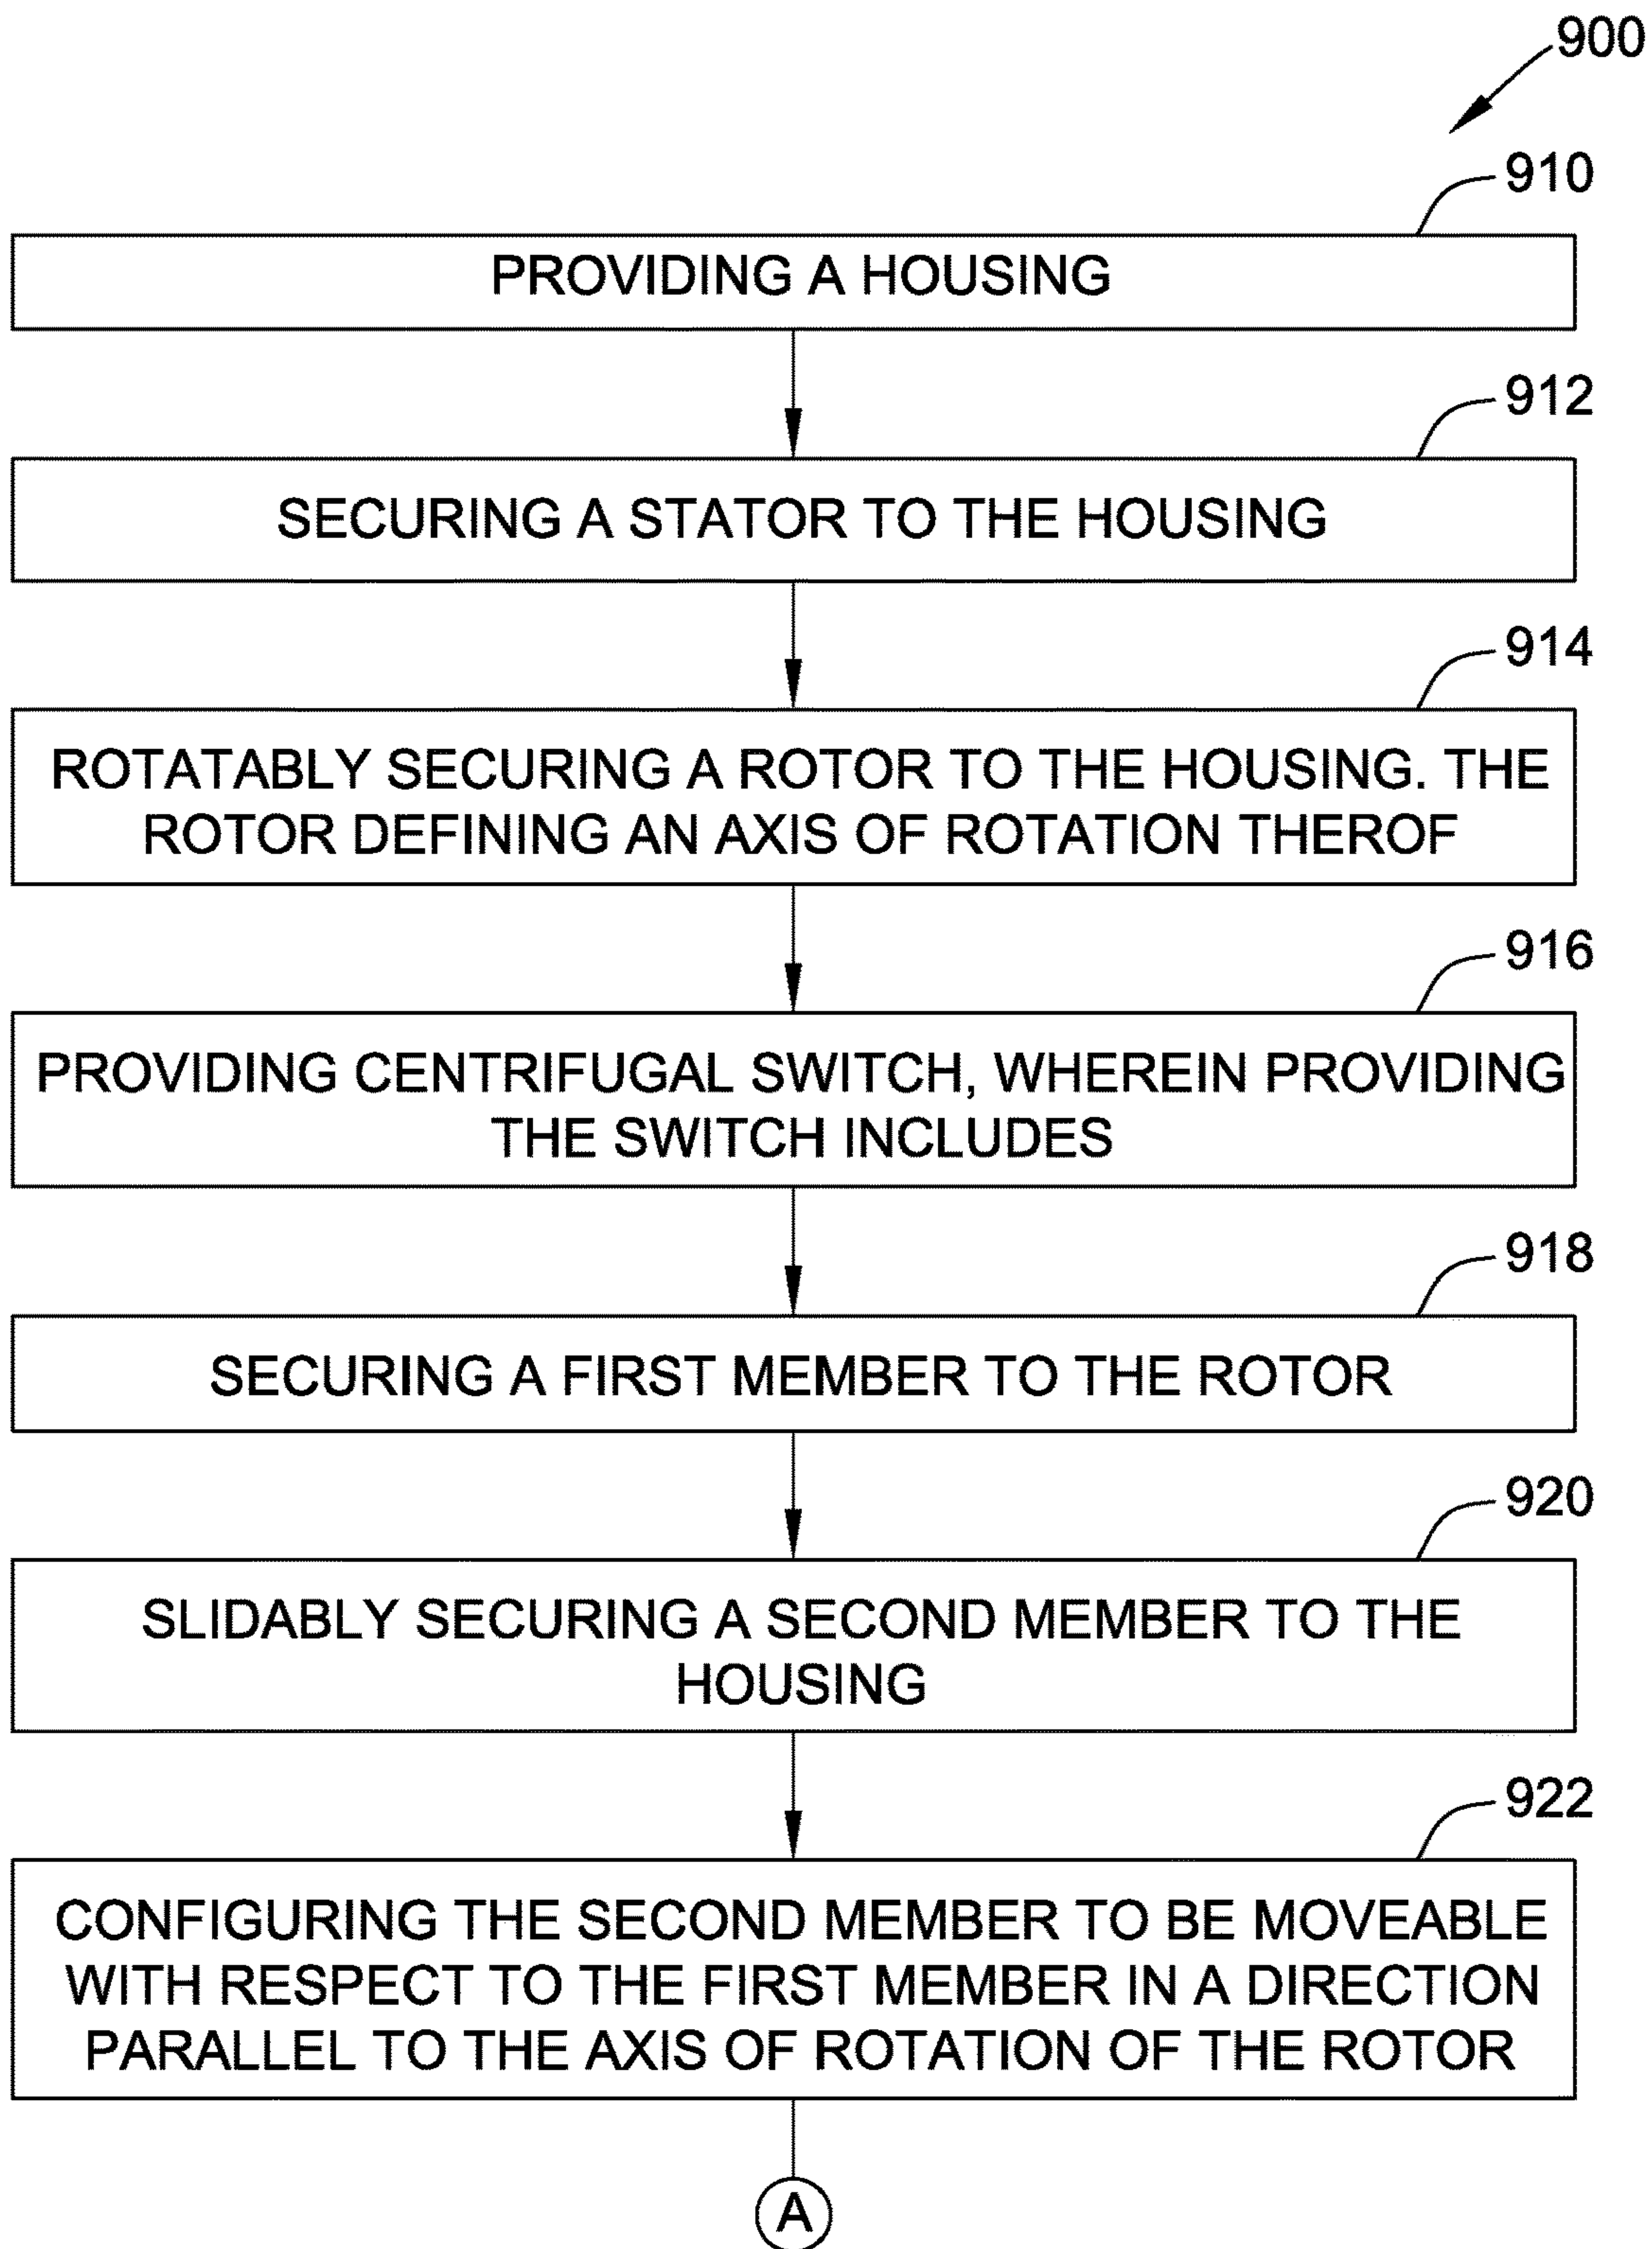 900
910
PROVIDING A HOUSING
912
SECURING A STATOR TO THE HOUSING
914
ROTATABLY SECURING A ROTOR TO THE HOUSING. THE
ROTOR DEFINING AN AXIS OF ROTATION THEROF
916
PROVIDING CENTRIFUGAL SWITCH, WHEREIN PROVIDING
THE SWITCH INCLUDES
918
SECURING A FIRST MEMBER TO THE ROTOR
920
SLIDABLY SECURING A SECOND MEMBER TO THE
HOUSING
922
CONFIGURING THE SECOND MEMBER TO BE MOVEABLE
WITH RESPECT TO THE FIRST MEMBER IN A DIRECTION
PARALLEL TO THE AXIS OF ROTATION OF THE ROTOR
A